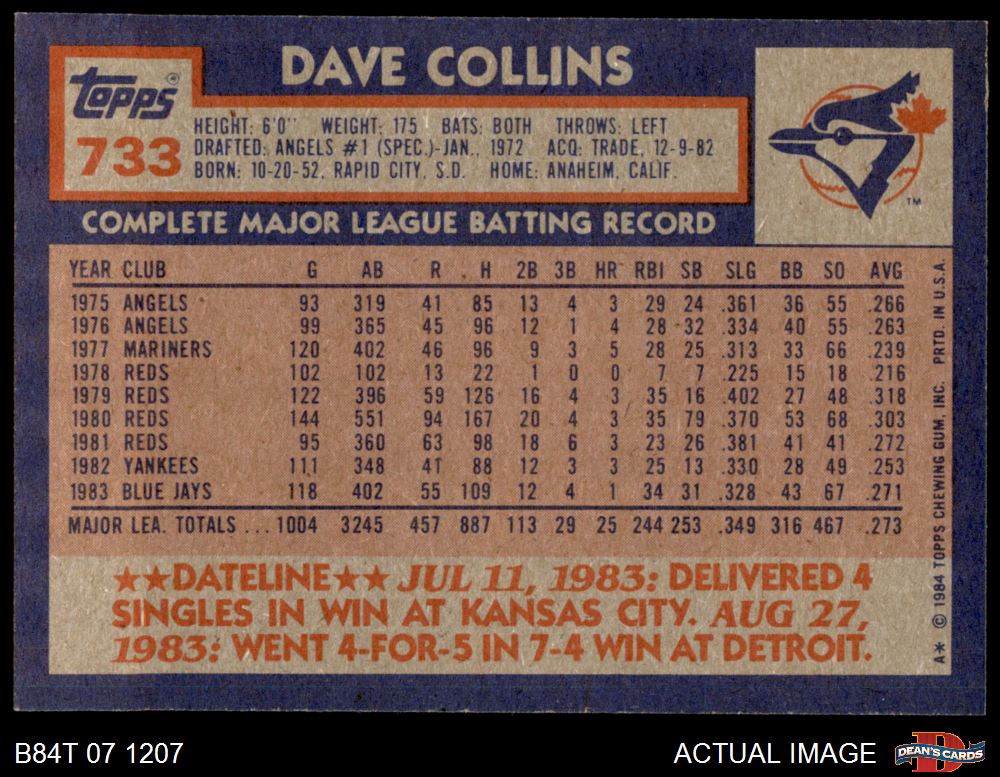 DAVE COLLINS
Topps®
733
HEIGHT: 6'0" WEIGHT: 175 BATS: BOTH THROWS: LEFT
DRAFTED: ANGELS #1 (SPEC.)-JAN., 1972 ACQ: TRADE, 12-9-82
BORN: 10-20-52, RAPID CITY, S.D. HOME: ANAHEIM, CALIF.
TM
COMPLETE MAJOR LEAGUE BATTING RECORD
YEAR CLUB G AB R H 2B 3B HR RBI SB SLG BB SO AVG
1975 ANGELS 93 319 41 85 13 4 3 29 24 .361 36 55 .266
1976 ANGELS 99 365 45 96 12 1 4 28 32 .334 40 55 .263
1977 MARINERS 120 402 46 96 9 3 5 28 25 .313 33 66 .239
1978 REDS 102 102 13 22 1 0 0 7 7 .225 15 18 .216
1979 REDS 122 396 59 126 16 4 3 35 16 .402 27 48 .318
1980 REDS 144 551 94 167 20 4 3 35 79 .370 53 68 .303
1981 REDS 95 360 63 98 18 6 3 23 26 .381 41 41 .272
1982 YANKEES 111 348 41 88 12 3 3 25 13 .330 28 49 .253
1983 BLUE JAYS 118 402 55 109 12 4 1 34 31 .328 43 67 .271
MAJOR LEA. TOTALS ... 1004 3245 457 887 113 29 25 244 253 .349 316 467 .273
★★DATELINE★★ JUL 11, 1983: DELIVERED 4
SINGLES IN WIN AT KANSAS CITY. AUG 27,
1983: WENT 4-FOR-5 IN 7-4 WIN AT DETROIT.
A* © 1984 TOPPS CHEWING GUM, INC. PRTD. IN U.S.A.
B84T 07 1207
ACTUAL IMAGE
D
DEAN'S CARDS